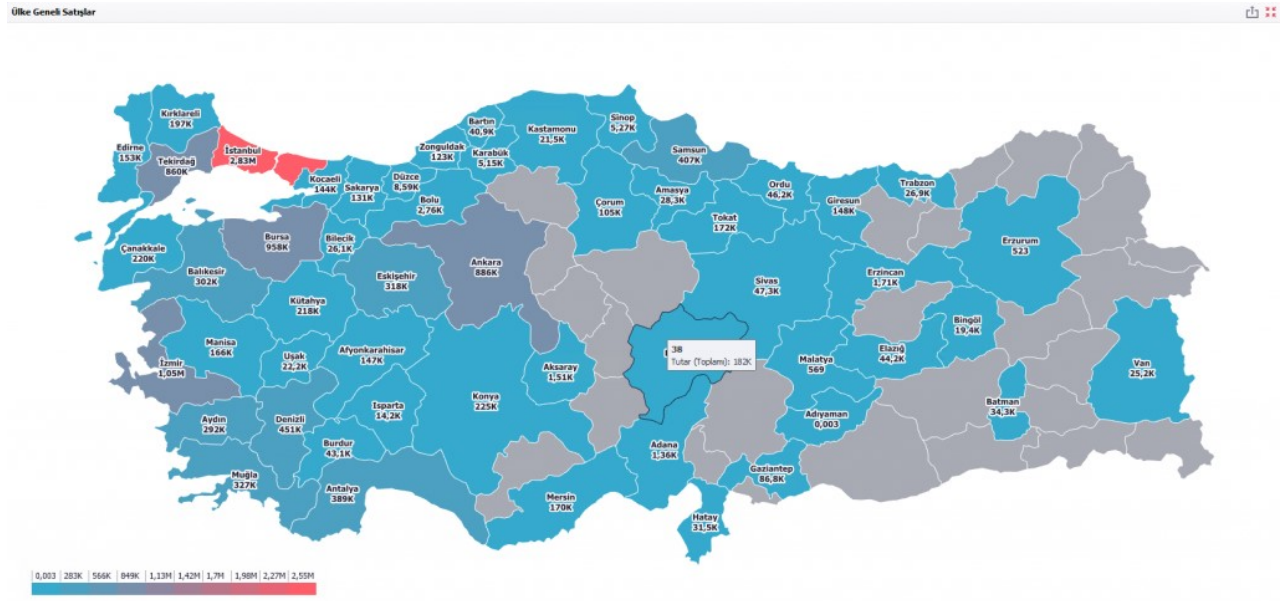 Ülke Geneli Satışlar
Kırklareli
197K
Edirne
153K
Tekirdağ
860K
İstanbul
2,83M
Kocaeli
144K
Sakarya
131K
Düzce
8,59K
Bolu
2,76K
Zonguldak
123K
Bartın
40,9K
Karabük
5,15K
Kastamonu
21,5K
Sinop
5,27K
Samsun
407K
Çorum
105K
Amasya
28,3K
Tokat
172K
Ordu
46,2K
Giresun
148K
Trabzon
26,9K
Çanakkale
220K
Balıkesir
302K
Bursa
958K
Bilecik
26,1K
Eskişehir
318K
Ankara
886K
Kütahya
218K
Sivas
47,3K
Erzincan
1,71K
Erzurum
523
Bingöl
19,4K
Elazığ
44,2K
Malatya
569
Van
25,2K
Batman
34,3K
Adıyaman
0,003
Manisa
166K
İzmir
1,05M
Uşak
22,2K
Afyonkarahisar
147K
Aksaray
1,51K
Konya
225K
Isparta
14,2K
Aydın
292K
Denizli
451K
Burdur
43,1K
Muğla
327K
Antalya
389K
Mersin
170K
Adana
1,36K
Gaziantep
86,8K
Hatay
31,5K
38
Tutar (Toplamı): 182K
0,003 283K 566K 849K 1,13M 1,42M 1,7M 1,98M 2,27M 2,55M